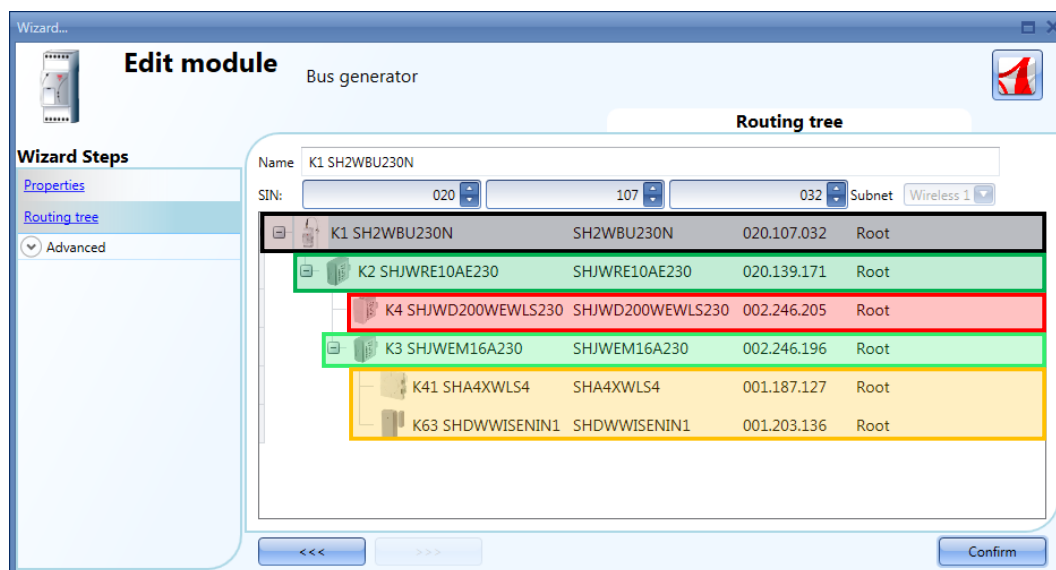 Wizard...
Edit module
Bus generator
Routing tree
Wizard Steps
Properties
Routing tree
Advanced
Name K1 SH2WBU230N
SIN: 020 107 032 Subnet Wireless 1
K1 SH2WBU230N SH2WBU230N 020.107.032 Root
K2 SHJWRE10AE230 SHJWRE10AE230 020.139.171 Root
K4 SHJWD200WEWLS230 SHJWD200WEWLS230 002.246.205 Root
K3 SHJWEM16A230 SHJWEM16A230 002.246.196 Root
K41 SHA4XWLS4 SHA4XWLS4 001.187.127 Root
K63 SHDWWISENIN1 SHDWWISENIN1 001.203.136 Root
<<< >>> Confirm